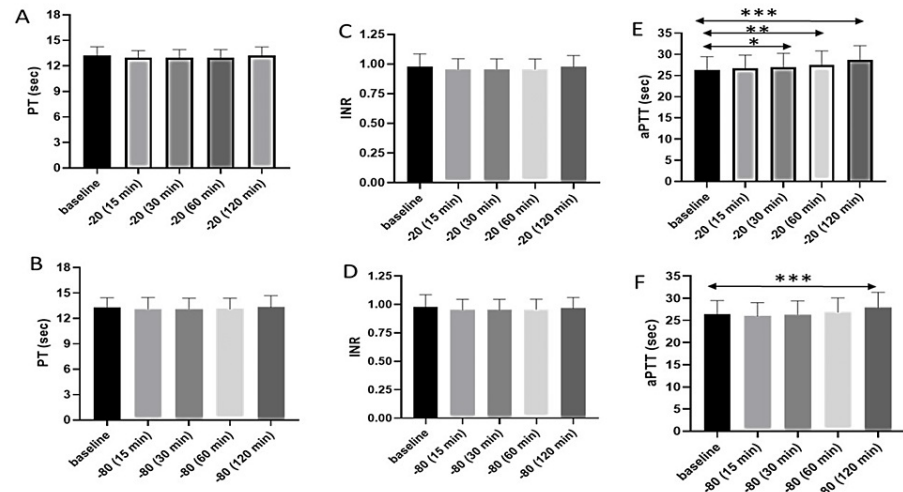 A
PT (sec)
18
15
12
9
6
3
0
baseline
-20 (15 min)
-20 (30 min)
-20 (60 min)
-20 (120 min)
C
INR
1.25
1.00
0.75
0.50
0.25
0.00
baseline
-20 (15 min)
-20 (30 min)
-20 (60 min)
-20 (120 min)
E
***
**
*
aPTT (sec)
35
30
25
20
15
10
5
0
baseline
-20 (15 min)
-20 (30 min)
-20 (60 min)
-20 (120 min)
B
PT (sec)
18
15
12
9
6
3
0
baseline
-80 (15 min)
-80 (30 min)
-80 (60 min)
-80 (120 min)
D
INR
1.25
1.00
0.75
0.50
0.25
0.00
baseline
-80 (15 min)
-80 (30 min)
-80 (60 min)
-80 (120 min)
F
***
aPTT (sec)
35
30
25
20
15
10
5
0
baseline
-80 (15 min)
-80 (30 min)
-80 (60 min)
-80 (120 min)